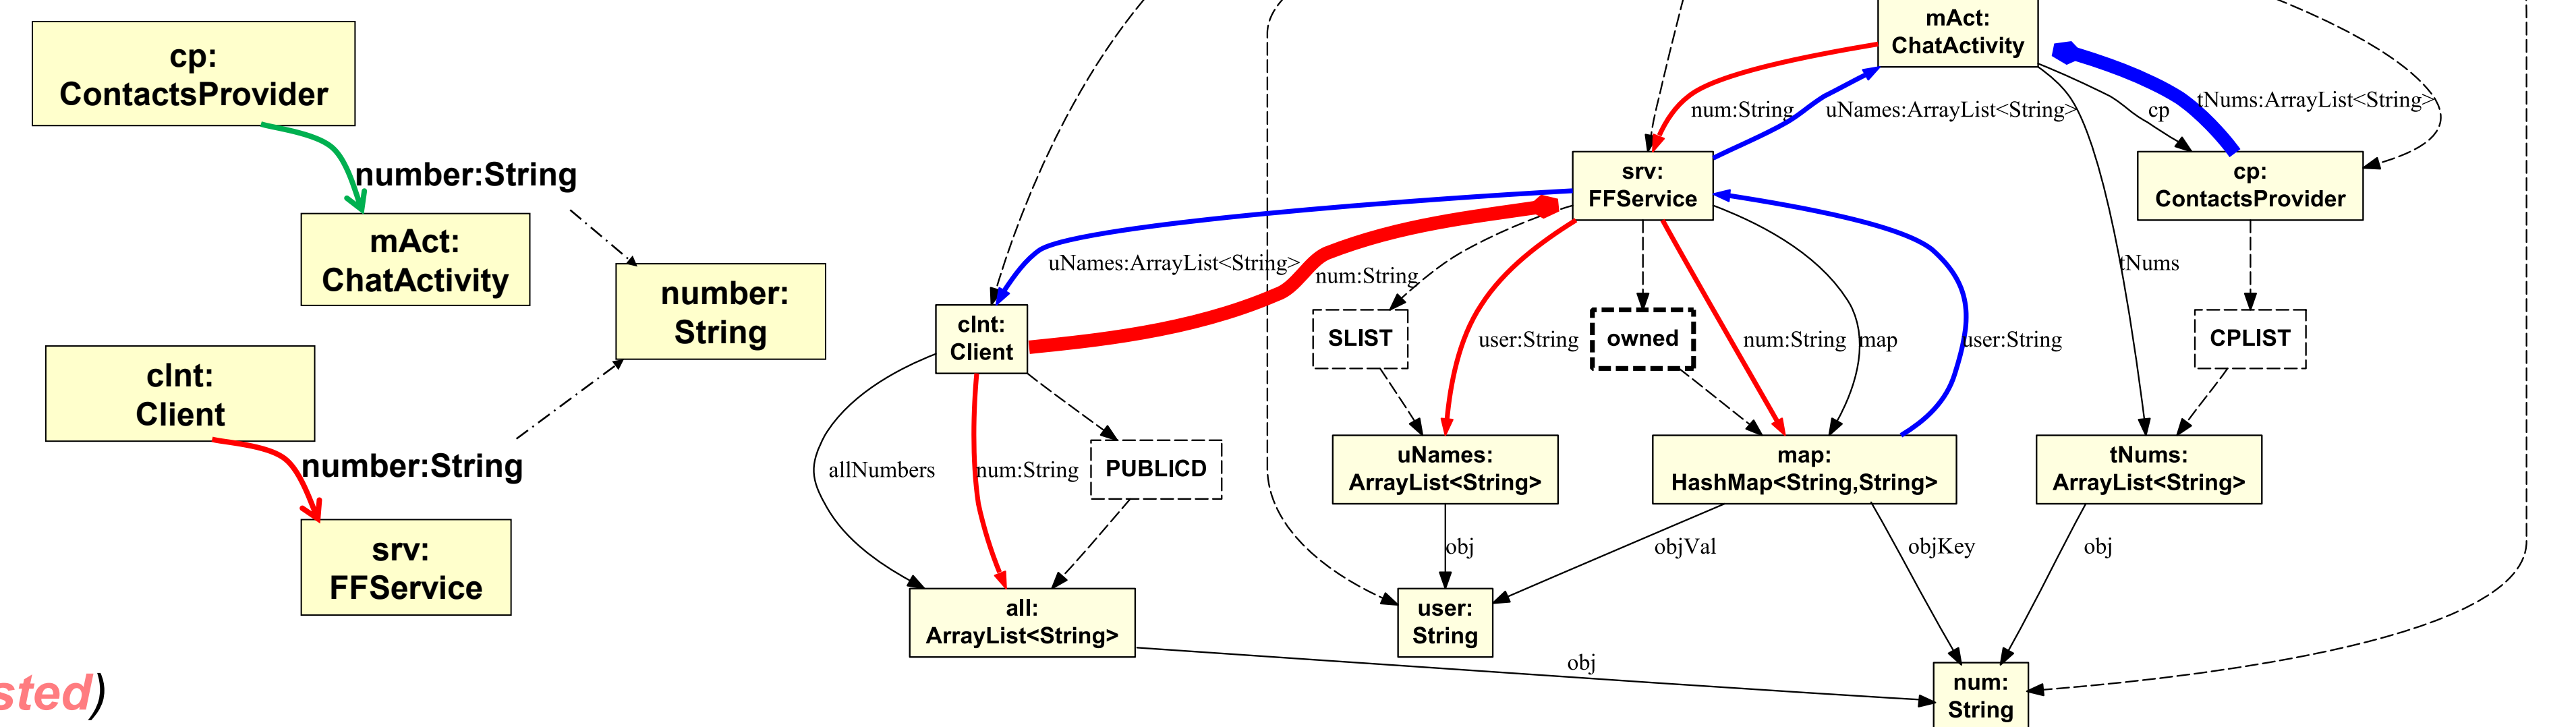 cp:
ContactsProvider
number:String
mAct:
ChatActivity
number:
String
clnt:
Client
number:String
srv:
FFService
sted)
mAct:
ChatActivity
num:String
uNames:ArrayList<String>
cp
tNums:ArrayList<String>
srv:
FFService
cp:
ContactsProvider
uNames:ArrayList<String>
num:String
tNums
clnt:
Client
SLIST
user:String
owned
num:String
map
user:String
CPLIST
allNumbers
num:String
PUBLICD
uNames:
ArrayList<String>
map:
HashMap<String,String>
tNums:
ArrayList<String>
obj
objVal
objKey
obj
all:
ArrayList<String>
user:
String
obj
num:
String